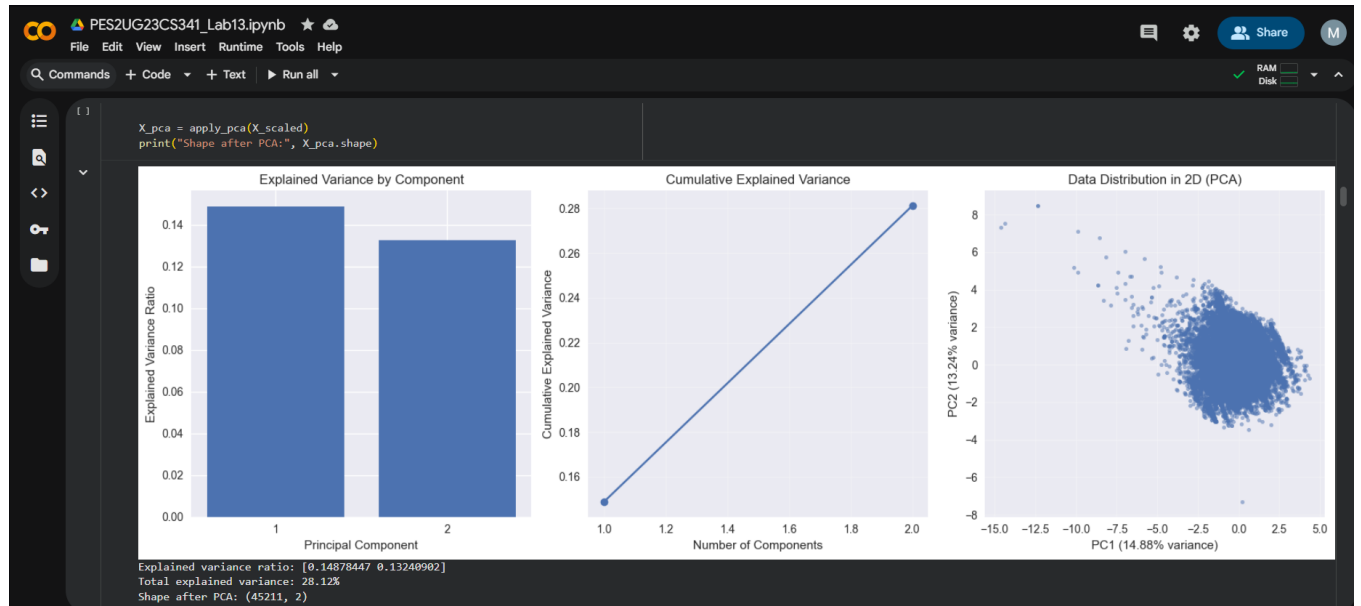 PES2UG23CS341_Lab13.ipynb
File Edit View Insert Runtime Tools Help
Share
M
Commands + Code + Text Run all
RAM
Disk
[ ]
X_pca = apply_pca(X_scaled)
print("Shape after PCA:", X_pca.shape)
Explained Variance by Component
Explained Variance Ratio
0.14
0.12
0.10
0.08
0.06
0.04
0.02
0.00
1 2
Principal Component
Cumulative Explained Variance
Cumulative Explained Variance
0.28
0.26
0.24
0.22
0.20
0.18
0.16
1.0 1.2 1.4 1.6 1.8 2.0
Number of Components
Data Distribution in 2D (PCA)
PC2 (13.24% variance)
8
6
4
2
0
−2
−4
−6
−8
−15.0 −12.5 −10.0 −7.5 −5.0 −2.5 0.0 2.5 5.0
PC1 (14.88% variance)
Explained variance ratio: [0.14878447 0.13240902]
Total explained variance: 28.12%
Shape after PCA: (45211, 2)